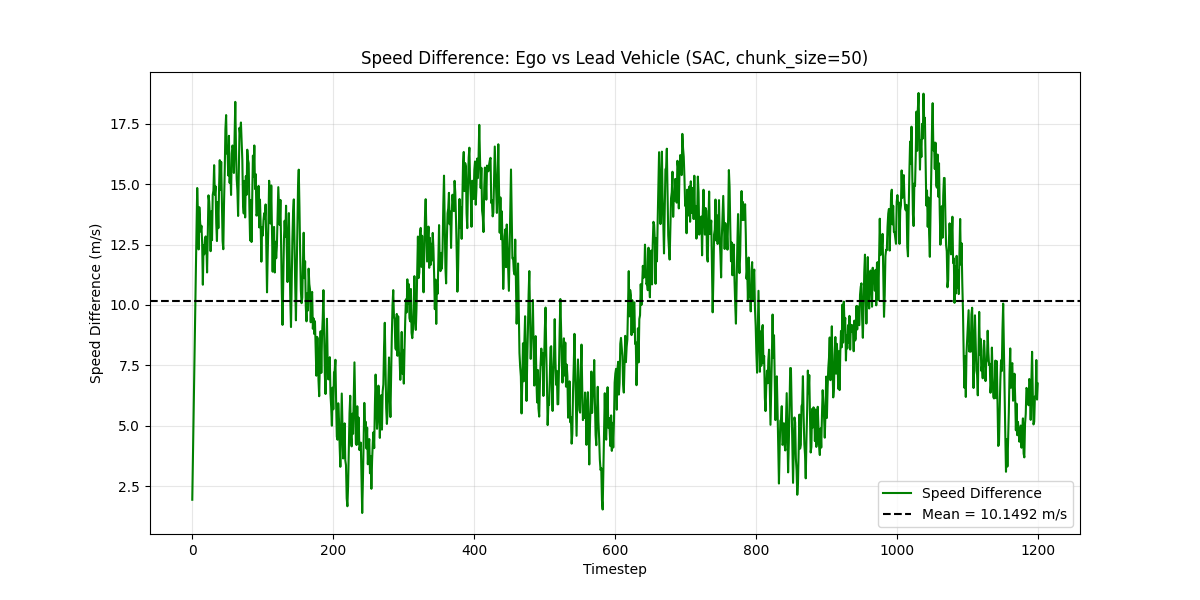 Speed Difference: Ego vs Lead Vehicle (SAC, chunk_size=50)
Speed Difference (m/s)
17.5
15.0
12.5
10.0
7.5
5.0
2.5
0 200 400 600 800 1000 1200
Timestep
Speed Difference
Mean = 10.1492 m/s